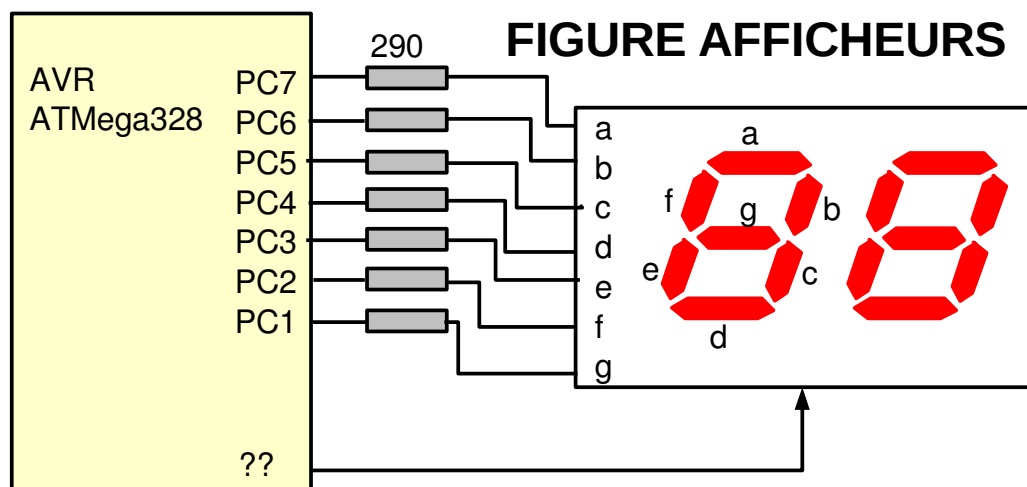 FIGURE AFFICHEURS
290
AVR
ATMega328
PC7
PC6
PC5
PC4
PC3
PC2
PC1
??
a
b
c
d
e
f
g
a
f
b
g
e
c
d